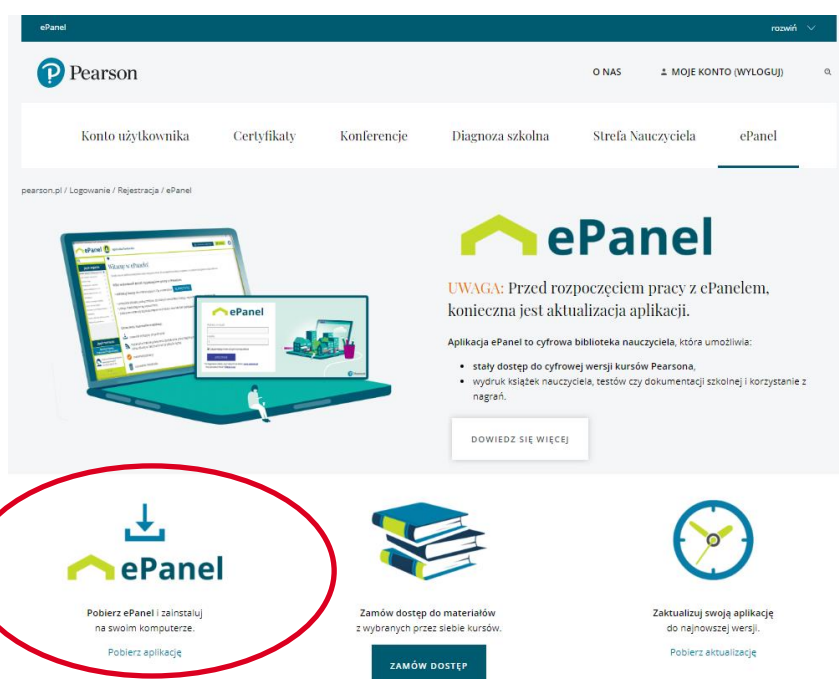 ePanel
rozwiń
Pearson
O NAS
MOJE KONTO (WYLOGUJ)
Konto użytkownika
Certyfikaty
Konferencje
Diagnoza szkolna
Strefa Nauczyciela
ePanel
pearson.pl / Logowanie / Rejestracja / ePanel
ePanel
Witamy w ePanelu!
ePanel
Pearson
ePanel
UWAGA: Przed rozpoczęciem pracy z ePanelem,
konieczna jest aktualizacja aplikacji.
Aplikacja ePanel to cyfrowa biblioteka nauczyciela, która umożliwia:
stały dostęp do cyfrowej wersji kursów Pearsona,
wydruk książek nauczyciela, testów czy dokumentacji szkolnej i korzystanie z
nagrań.
DOWIEDZ SIĘ WIĘCEJ
ePanel
Pobierz ePanel i zainstaluj
na swoim komputerze.
Pobierz aplikację
Zamów dostęp do materiałów
z wybranych przez siebie kursów.
ZAMÓW DOSTĘP
Zaktualizuj swoją aplikację
do najnowszej wersji.
Pobierz aktualizację